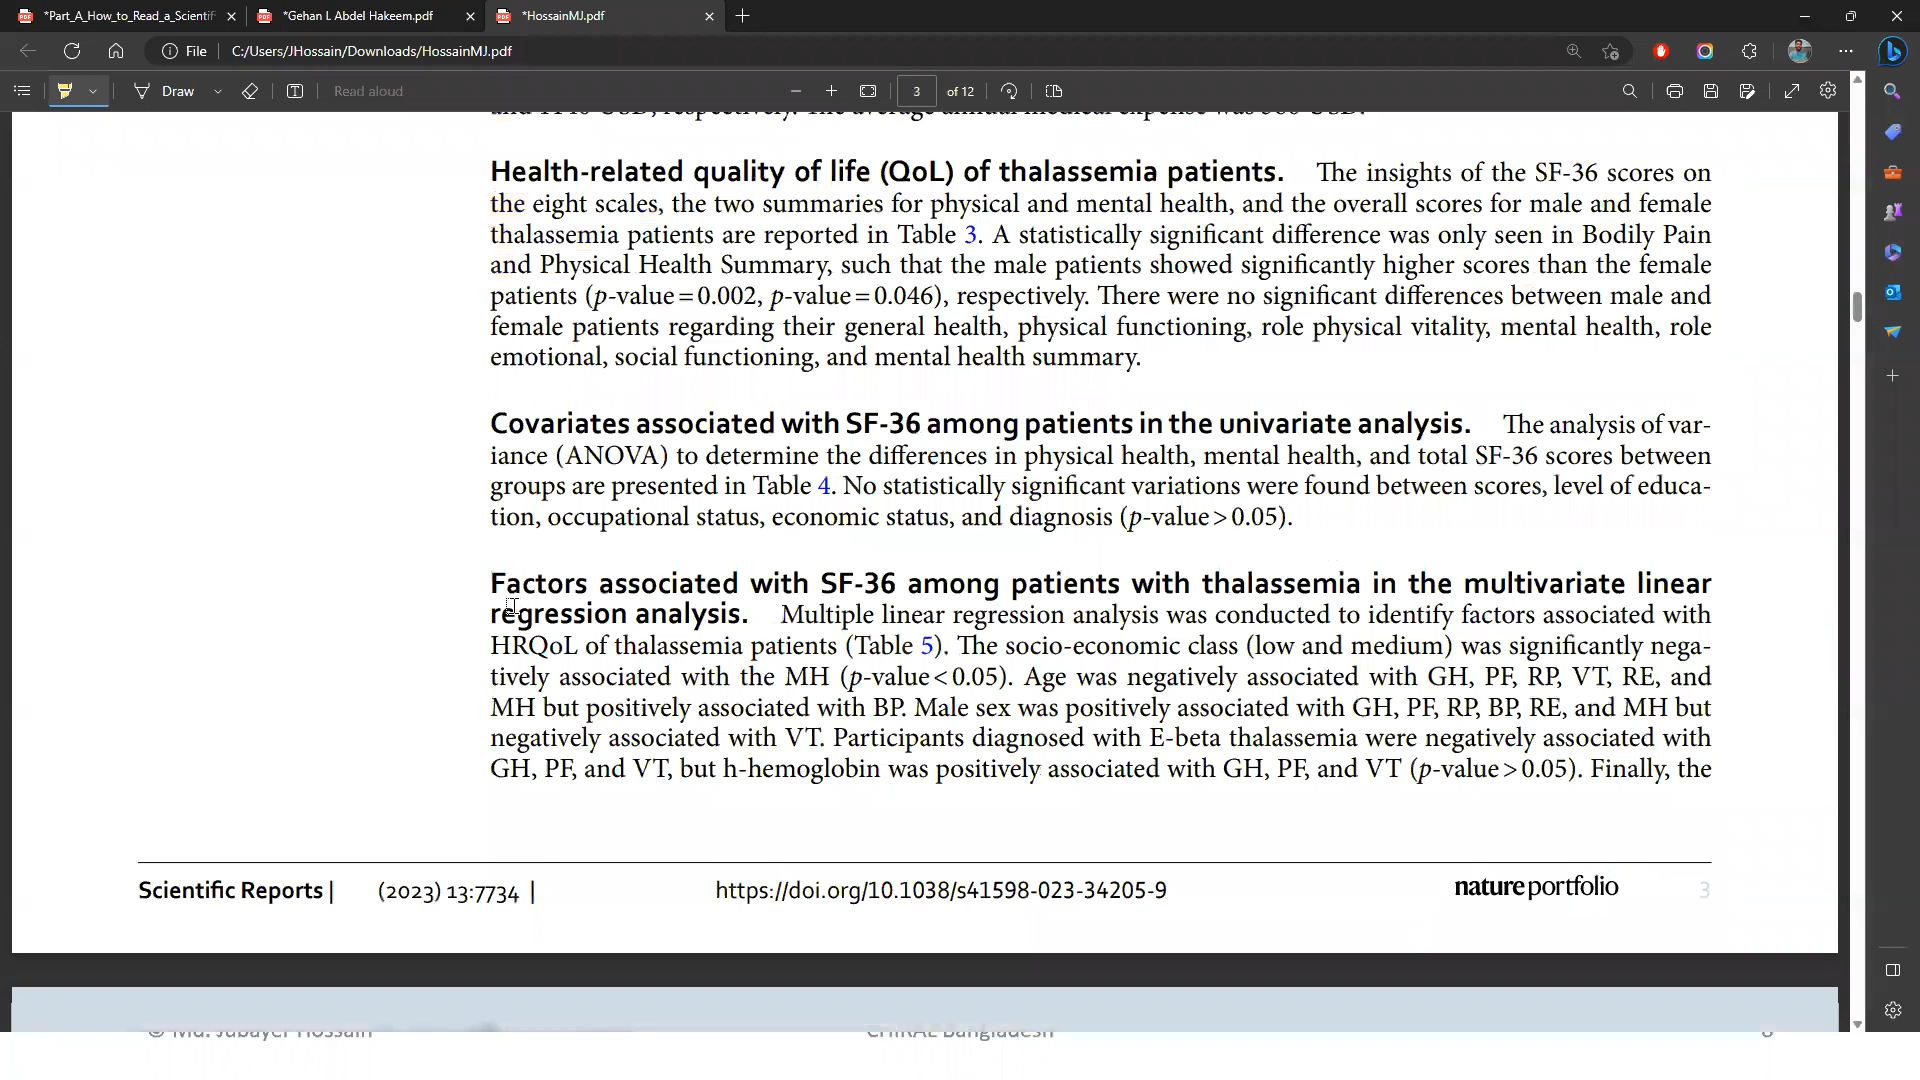 *Part_A_How_to_Read_a_Scientif
*Gehan L Abdel Hakeem.pdf
*HossainMJ.pdf
File
C:/Users/JHossain/Downloads/HossainMJ.pdf
Draw
Read aloud
3
of 12
Health-related quality of life (QoL) of thalassemia patients. The insights of the SF-36 scores on
the eight scales, the two summaries for physical and mental health, and the overall scores for male and female
thalassemia patients are reported in Table 3. A statistically significant difference was only seen in Bodily Pain
and Physical Health Summary, such that the male patients showed significantly higher scores than the female
patients (p-value = 0.002, p-value = 0.046), respectively. There were no significant differences between male and
female patients regarding their general health, physical functioning, role physical vitality, mental health, role
emotional, social functioning, and mental health summary.
Covariates associated with SF-36 among patients in the univariate analysis. The analysis of var-
iance (ANOVA) to determine the differences in physical health, mental health, and total SF-36 scores between
groups are presented in Table 4. No statistically significant variations were found between scores, level of educa-
tion, occupational status, economic status, and diagnosis (p-value > 0.05).
Factors associated with SF-36 among patients with thalassemia in the multivariate linear
regression analysis. Multiple linear regression analysis was conducted to identify factors associated with
HRQoL of thalassemia patients (Table 5). The socio-economic class (low and medium) was significantly nega-
tively associated with the MH (p-value < 0.05). Age was negatively associated with GH, PF, RP, VT, RE, and
MH but positively associated with BP. Male sex was positively associated with GH, PF, RP, BP, RE, and MH but
negatively associated with VT. Participants diagnosed with E-beta thalassemia were negatively associated with
GH, PF, and VT, but h-hemoglobin was positively associated with GH, PF, and VT (p-value > 0.05). Finally, the
Scientific Reports | (2023) 13:7734 | https://doi.org/10.1038/s41598-023-34205-9 natureportfolio 3
© Md. Jubayer Hossain
CHIRAL Bangladesh
8